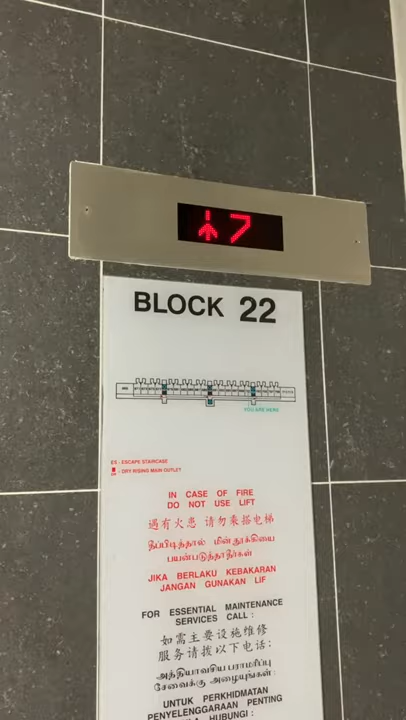 7
BLOCK 22
YOU ARE HERE
ES - ESCAPE STAIRCASE
- DRY RISING MAIN OUTLET
IN CASE OF FIRE
DO NOT USE LIFT
遇有火患 请勿乘搭电梯
தீப்பிடித்தால் மின்தூக்கியை
பயன்படுத்தாதீர்கள்
JIKA BERLAKU KEBAKARAN
JANGAN GUNAKAN LIF
FOR ESSENTIAL MAINTENANCE
SERVICES CALL :
如需主要设施维修
服务请拨以下电话:
அத்தியாவசிய பராமரிப்பு
சேவைக்கு அழையுங்கள்:
UNTUK PERKHIDMATAN
PENYELENGGARAAN PENTING
HUBUNGI :